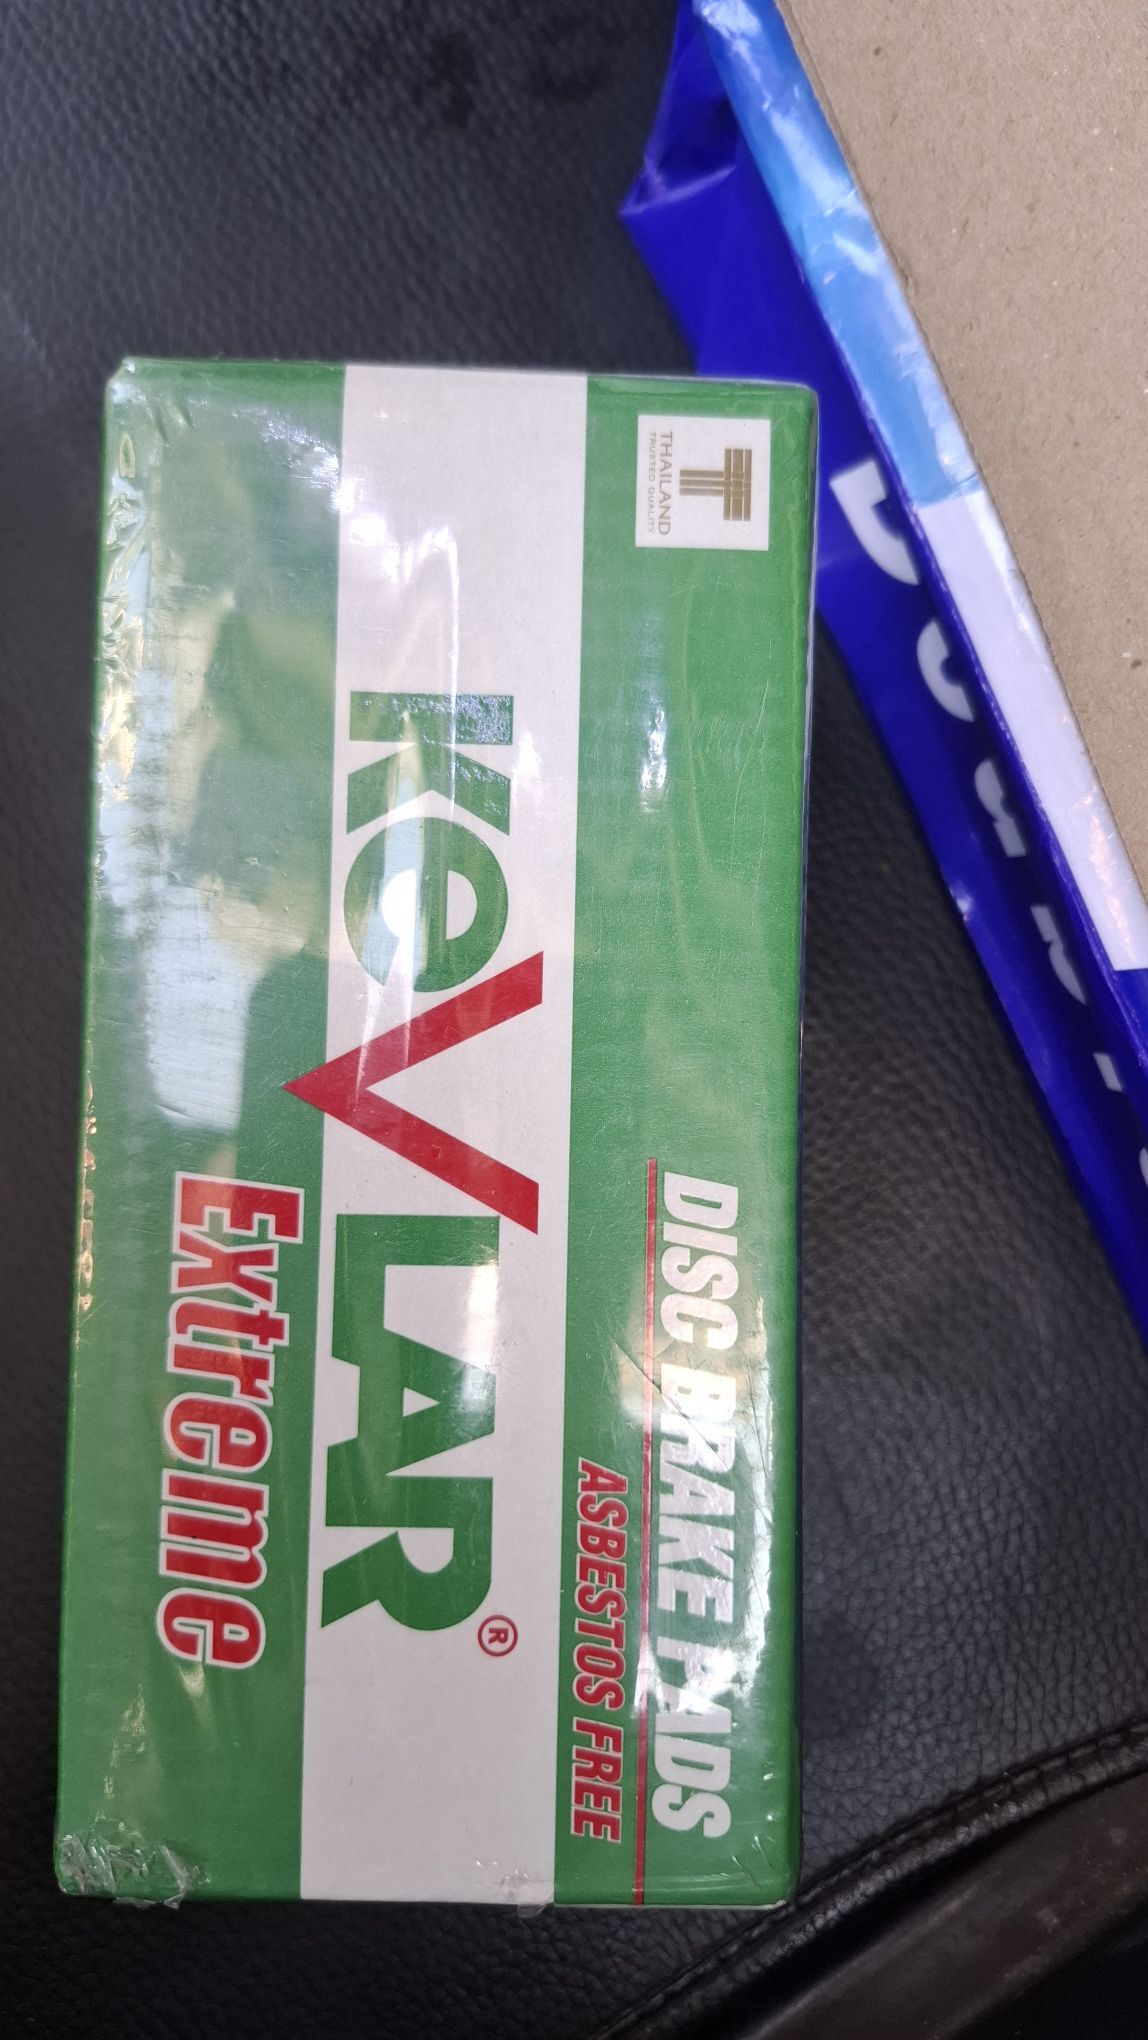 THAILAND
TRUSTED QUALITY
DISC BRAKE PADS
ASBESTOS FREE
KeVLAR®
Extreme